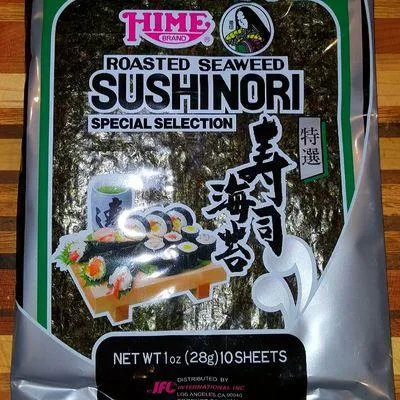 HIME
BRAND
®
ROASTED SEAWEED
SUSHINORI
SPECIAL SELECTION
特選
寿司
海苔
NET WT 1oz (28g) 10 SHEETS
JFC
DISTRIBUTED BY
INTERNATIONAL INC
LOS ANGELES CA, 90040